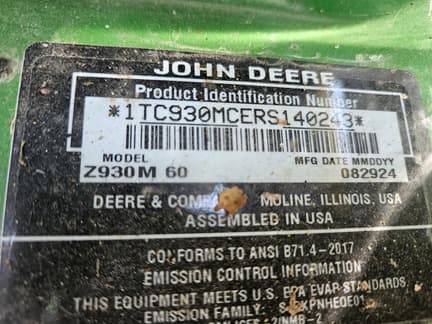 JOHN DEERE
Product Identification Number
*1TC930MCERS140243*
MODEL MFG DATE MMDDYY
Z930M 60 082924
DEERE & MOLINE, ILLINOIS, USA
ASSEMBLED IN USA
CONFORMS TO ANSI B71.4-2017
EMISSION CONTROL INFORMATION
THIS EQUIPMENT MEETS U.S. EPA EVAP STANDARDS
EMISSION FAMILY: